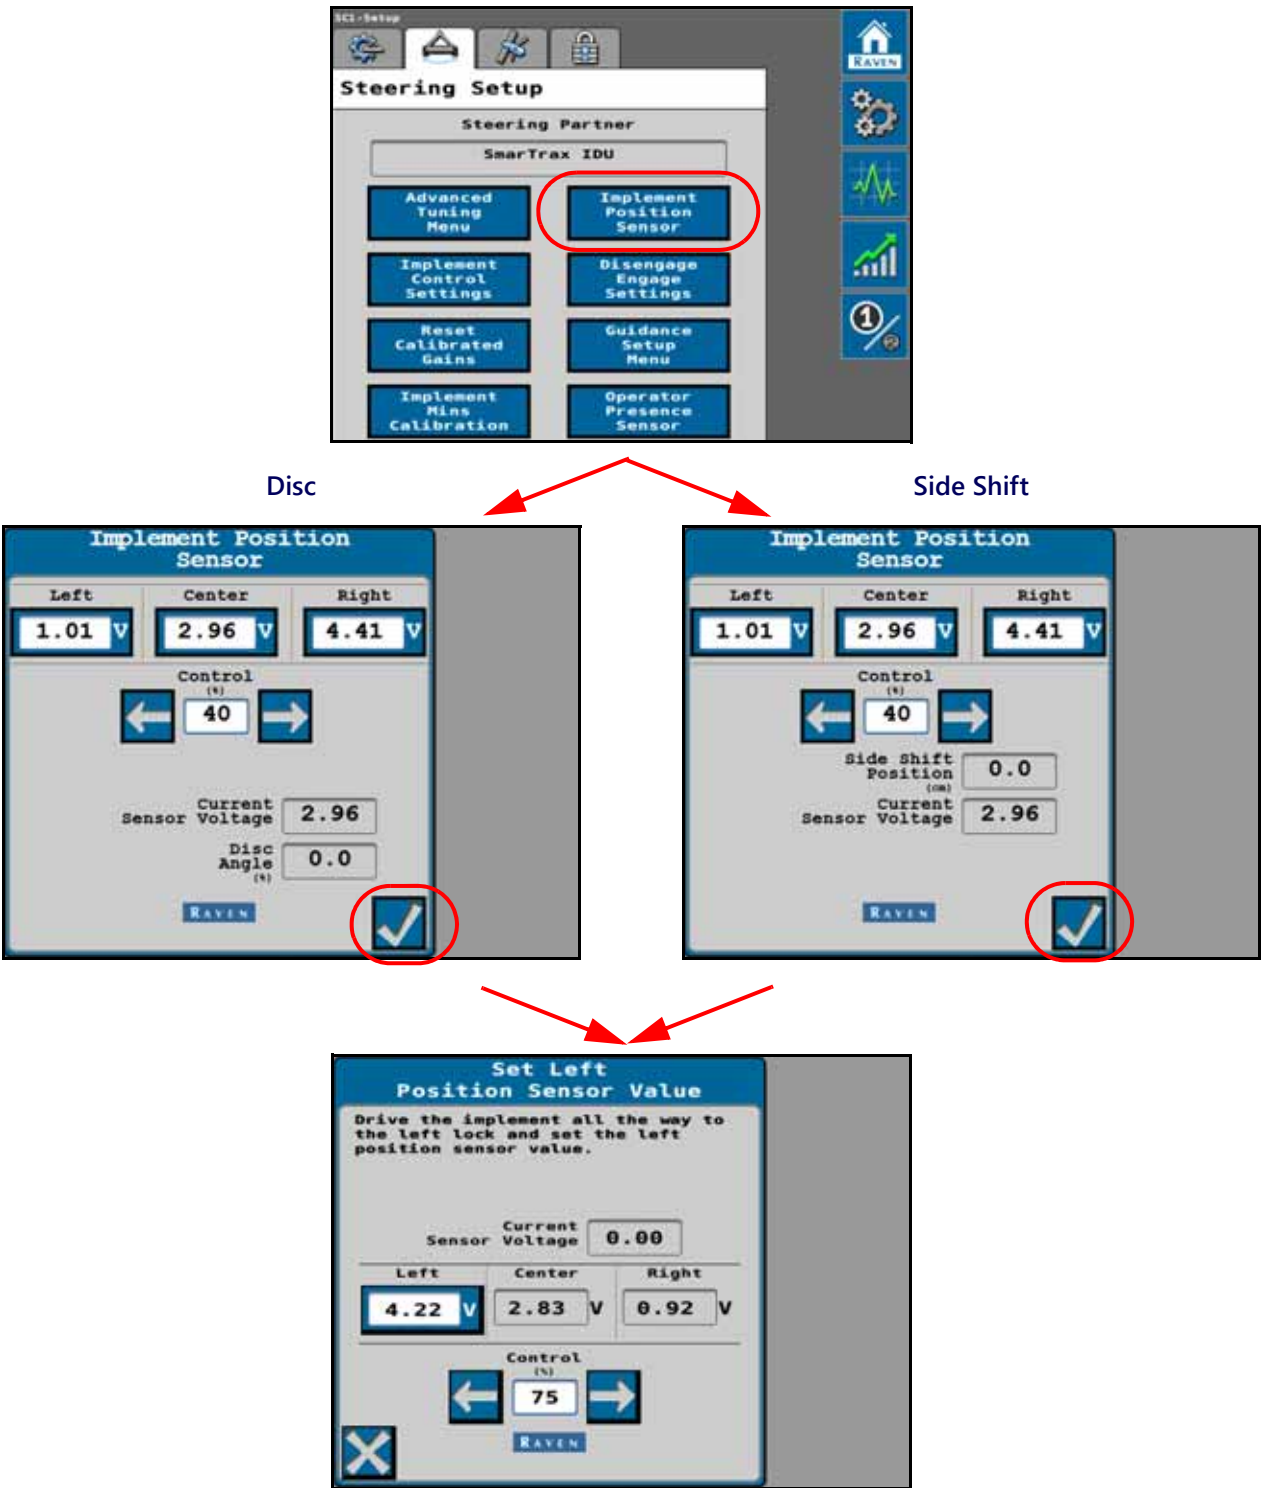 SC1-Setup
RAVEN
Steering Setup
Steering Partner
SmarTrax IDU
Advanced
Tuning
Menu
Implement
Position
Sensor
Implement
Control
Settings
Disengage
Engage
Settings
Reset
Calibrated
Gains
Guidance
Setup
Menu
Implement
Mins
Calibration
Operator
Presence
Sensor
1
2
Disc
Side Shift
Implement Position
Sensor
Left Center Right
1.01 V 2.96 V 4.41 V
Control
(%)
40
Current
Sensor Voltage 2.96
Disc
Angle 0.0
(%)
RAVEN
Implement Position
Sensor
Left Center Right
1.01 V 2.96 V 4.41 V
Control
(%)
40
Side Shift
Position 0.0
(cm)
Current
Sensor Voltage 2.96
RAVEN
Set Left
Position Sensor Value
Drive the implement all the way to
the left lock and set the left
position sensor value.
Current
Sensor Voltage 0.00
Left Center Right
4.22 V 2.83 V 0.92 V
Control
(%)
75
RAVEN